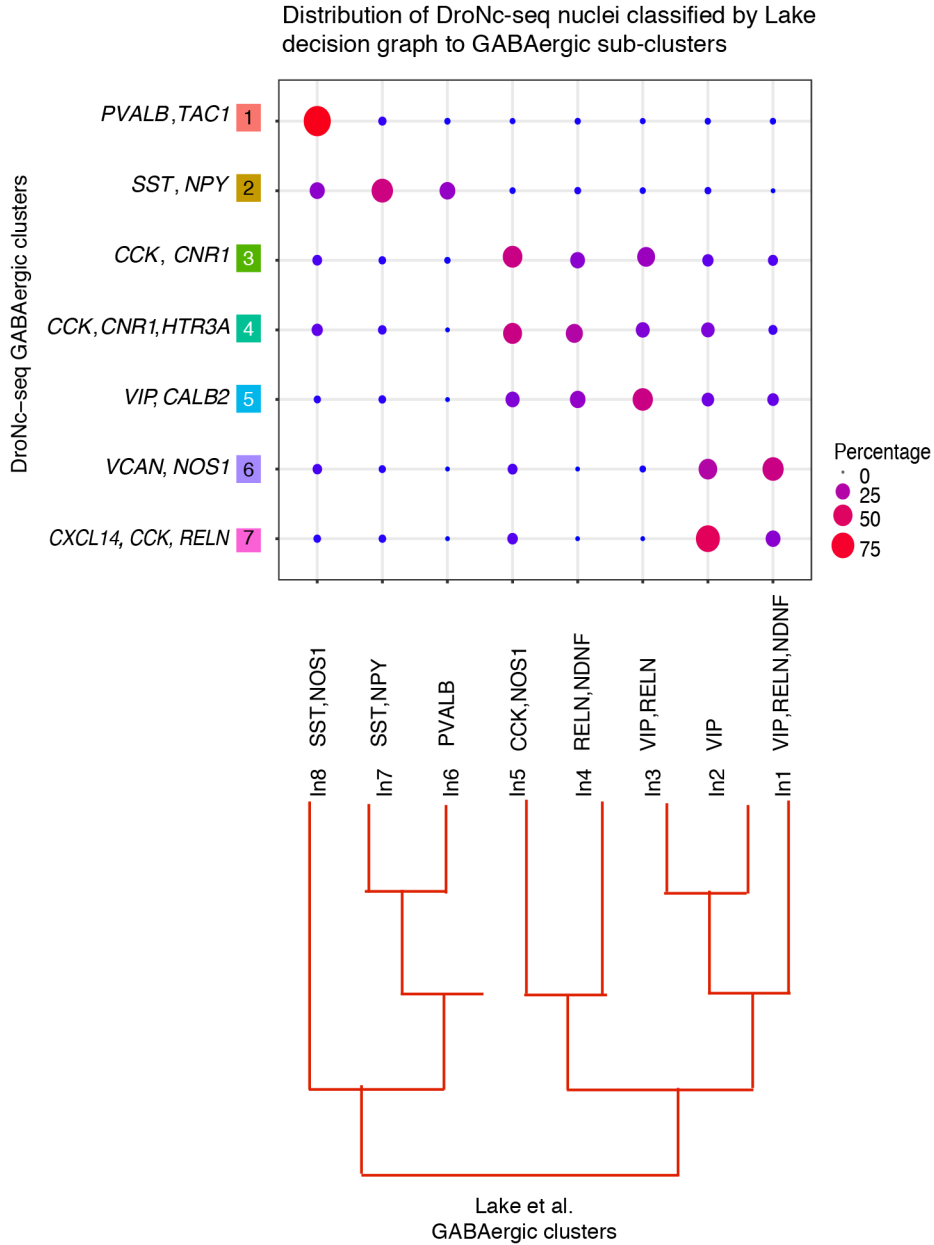 Distribution of DroNc-seq nuclei classified by Lake
decision graph to GABAergic sub-clusters
DroNc−seq GABAergic clusters
PVALB ,TAC1 1
SST, NPY 2
CCK, CNR1 3
CCK,CNR1,HTR3A 4
VIP, CALB2 5
VCAN, NOS1 6
CXCL14, CCK, RELN 7
Percentage
0
25
50
75
SST,NOS1
SST,NPY
PVALB
CCK,NOS1
RELN,NDNF
VIP,RELN
VIP
VIP,RELN,NDNF
In8
In7
In6
In5
In4
In3
In2
In1
Lake et al.
GABAergic clusters